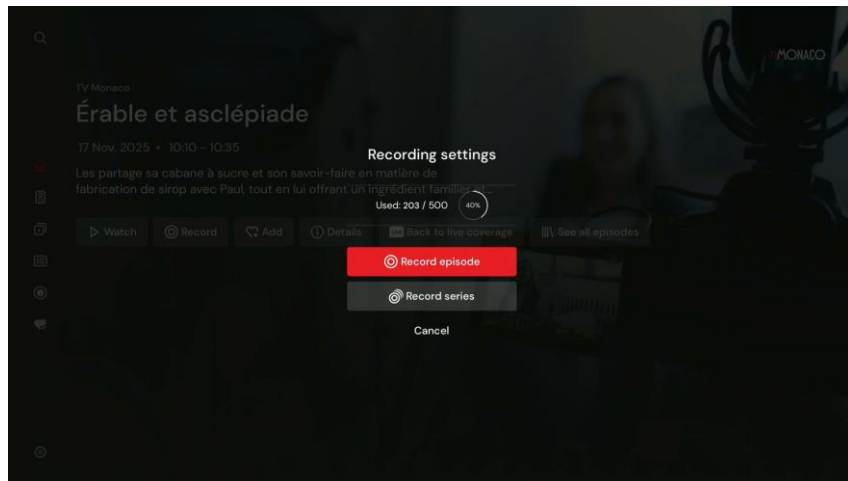 TVMONACO
TV Monaco
Érable et asclépiade
17 Nov. 2025 • 10:10 – 10:35
Les partage sa cabane à sucre et son savoir-faire en matière de
fabrication de sirop avec Paul, tout en lui offrant un ingrédient familier et...
Watch Record Add Details Back to live coverage See all episodes
Recording settings
Used: 203 / 500 40%
Record episode
Record series
Cancel